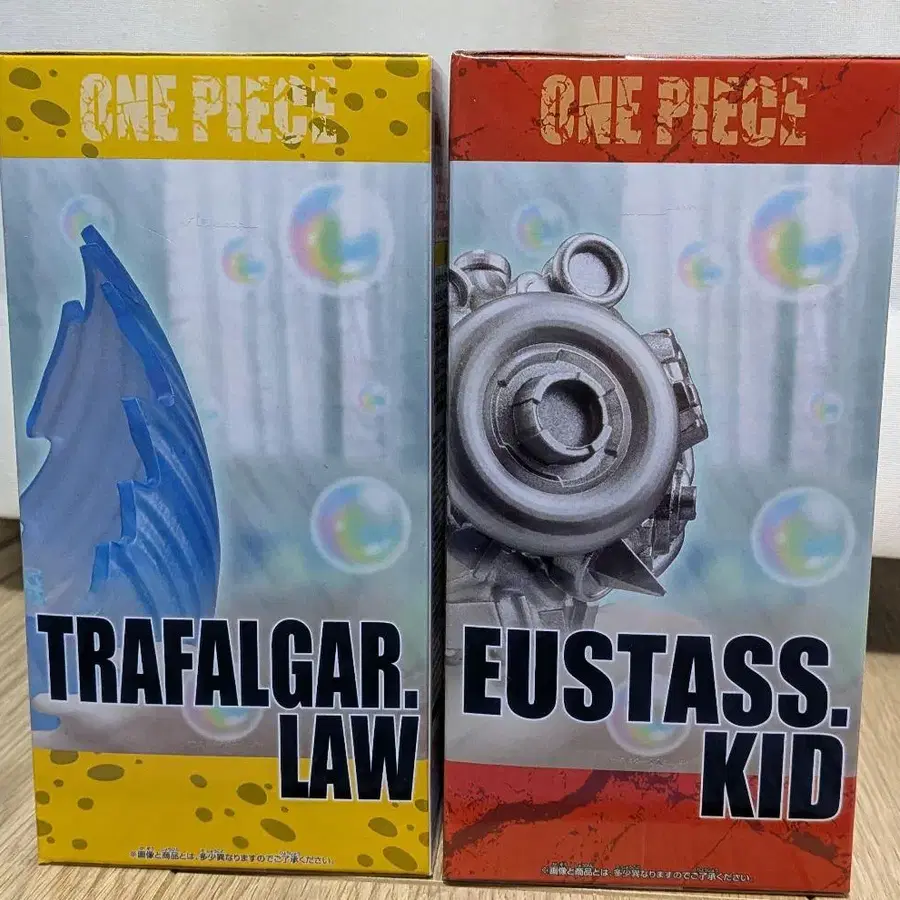 ONE PIECE
TRAFALGAR.
LAW
※画像と商品とは、多少異なりますのでご了承ください。
ONE PIECE
EUSTASS.
KID
※画像と商品とは、多少異なりますのでご了承ください。